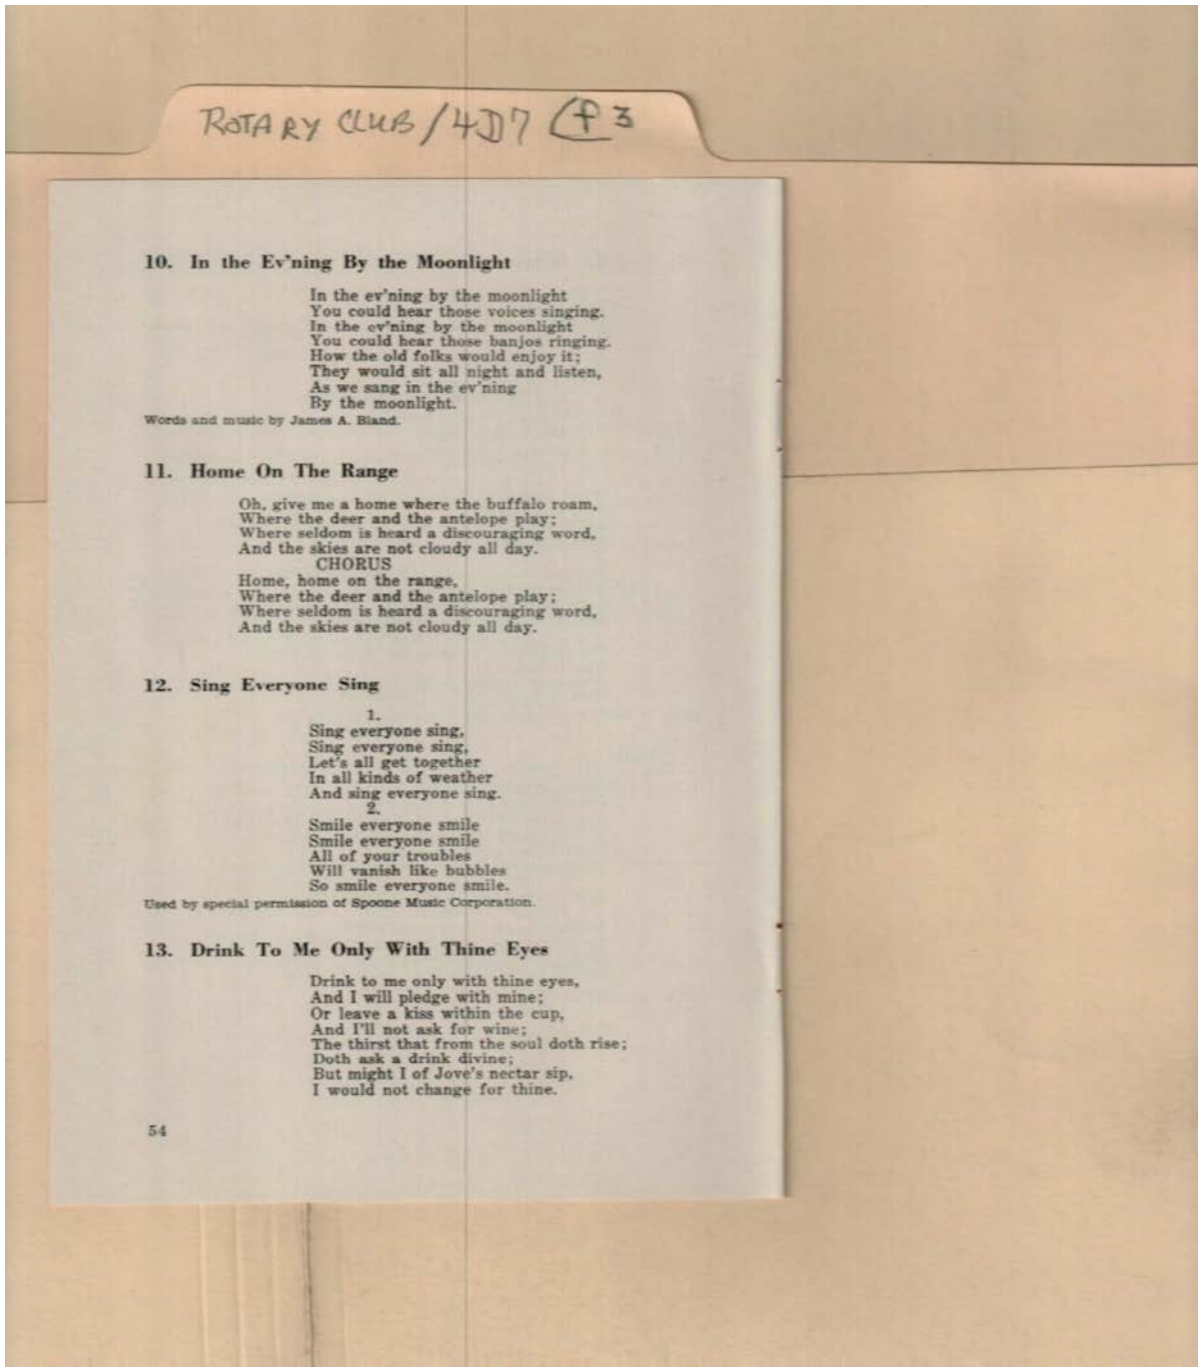 ROTARY CLUB/4D7 (f 3
10. In the Ev'ning By the Moonlight
In the ev'ning by the moonlight
You could hear those voices singing.
In the ev'ning by the moonlight
You could hear those banjos ringing.
How the old folks would enjoy it;
They would sit all night and listen,
As we sang in the ev'ning
By the moonlight.
Words and music by James A. Bland.
11. Home On The Range
Oh, give me a home where the buffalo roam,
Where the deer and the antelope play;
Where seldom is heard a discouraging word,
And the skies are not cloudy all day.
CHORUS
Home, home on the range,
Where the deer and the antelope play;
Where seldom is heard a discouraging word,
And the skies are not cloudy all day.
12. Sing Everyone Sing
1.
Sing everyone sing,
Sing everyone sing,
Let's all get together
In all kinds of weather
And sing everyone sing.
2.
Smile everyone smile
Smile everyone smile
All of your troubles
Will vanish like bubbles
So smile everyone smile.
Used by special permission of Spoone Music Corporation.
13. Drink To Me Only With Thine Eyes
Drink to me only with thine eyes,
And I will pledge with mine;
Or leave a kiss within the cup,
And I'll not ask for wine;
The thirst that from the soul doth rise;
Doth ask a drink divine;
But might I of Jove's nectar sip,
I would not change for thine.
54